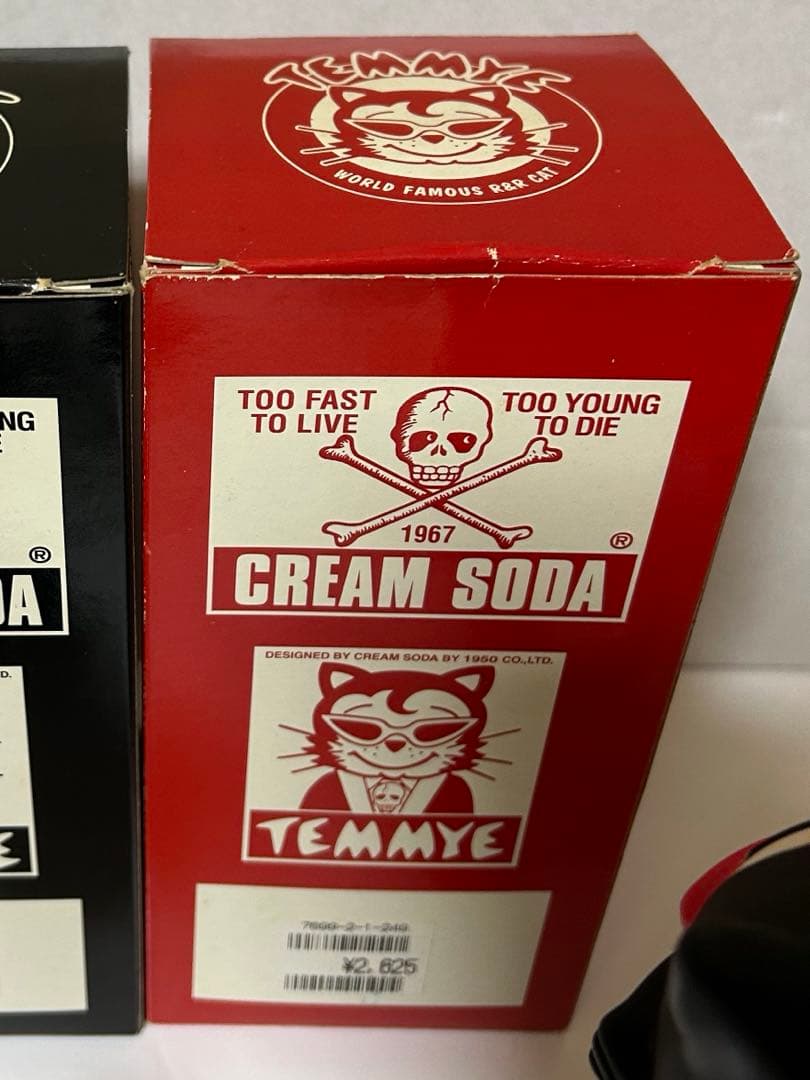 TEMMYE
WORLD FAMOUS R&R CAT
TOO FAST
TO LIVE
TOO YOUNG
TO DIE
1967
®
CREAM SODA
DESIGNED BY CREAM SODA BY 1950 CO.,LTD.
TEMMYE
¥2,625
NG
E
®
DA
D.
E